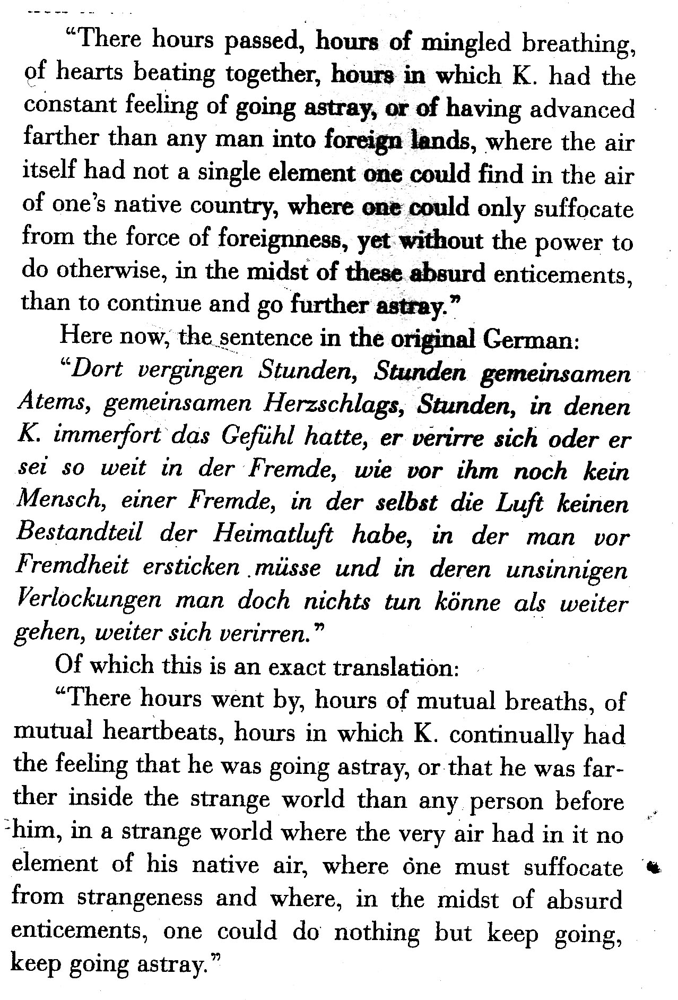 “There hours passed, hours of mingled breathing,
of hearts beating together, hours in which K. had the
constant feeling of going astray, or of having advanced
farther than any man into foreign lands, where the air
itself had not a single element one could find in the air
of one’s native country, where one could only suffocate
from the force of foreignness, yet without the power to
do otherwise, in the midst of these absurd enticements,
than to continue and go further astray.”
Here now, the sentence in the original German:
“Dort vergingen Stunden, Stunden gemeinsamen
Atems, gemeinsamen Herzschlags, Stunden, in denen
K. immerfort das Gefühl hatte, er verirre sich oder er
sei so weit in der Fremde, wie vor ihm noch kein
Mensch, einer Fremde, in der selbst die Luft keinen
Bestandteil der Heimatluft habe, in der man vor
Fremdheit ersticken müsse und in deren unsinnigen
Verlockungen man doch nichts tun könne als weiter
gehen, weiter sich verirren.”
Of which this is an exact translation:
“There hours went by, hours of mutual breaths, of
mutual heartbeats, hours in which K. continually had
the feeling that he was going astray, or that he was far-
ther inside the strange world than any person before
him, in a strange world where the very air had in it no
element of his native air, where one must suffocate
from strangeness and where, in the midst of absurd
enticements, one could do nothing but keep going,
keep going astray.”